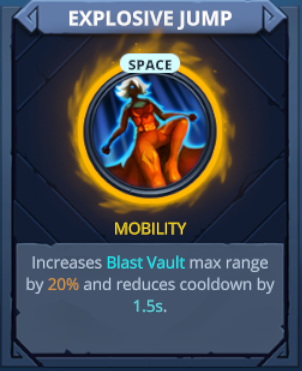 EXPLOSIVE JUMP
SPACE
MOBILITY
Increases Blast Vault max range
by 20% and reduces cooldown by
1.5s.